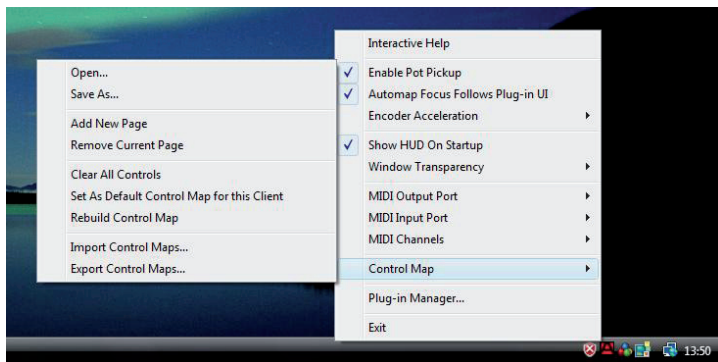 Interactive Help
Enable Pot Pickup
Automap Focus Follows Plug-in UI
Encoder Acceleration
Show HUD On Startup
Window Transparency
MIDI Output Port
MIDI Input Port
MIDI Channels
Control Map
Plug-in Manager...
Exit
Open...
Save As...
Add New Page
Remove Current Page
Clear All Controls
Set As Default Control Map for this Client
Rebuild Control Map
Import Control Maps...
Export Control Maps...
13:50